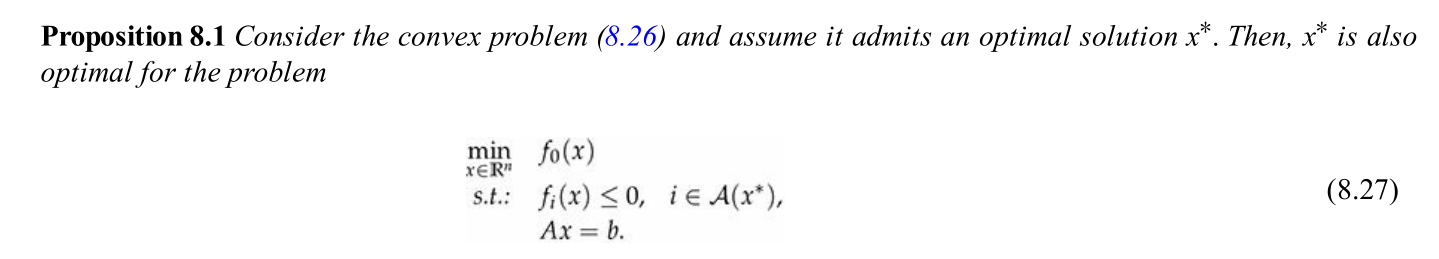 Proposition 8.1 Consider the convex problem (8.26) and assume it admits an optimal solution x*. Then, x* is also
optimal for the problem
min f₀(x)
x∈ℝⁿ
s.t.: fᵢ(x) ≤ 0, i ∈ 𝒜(x*),
(8.27)
Ax = b.